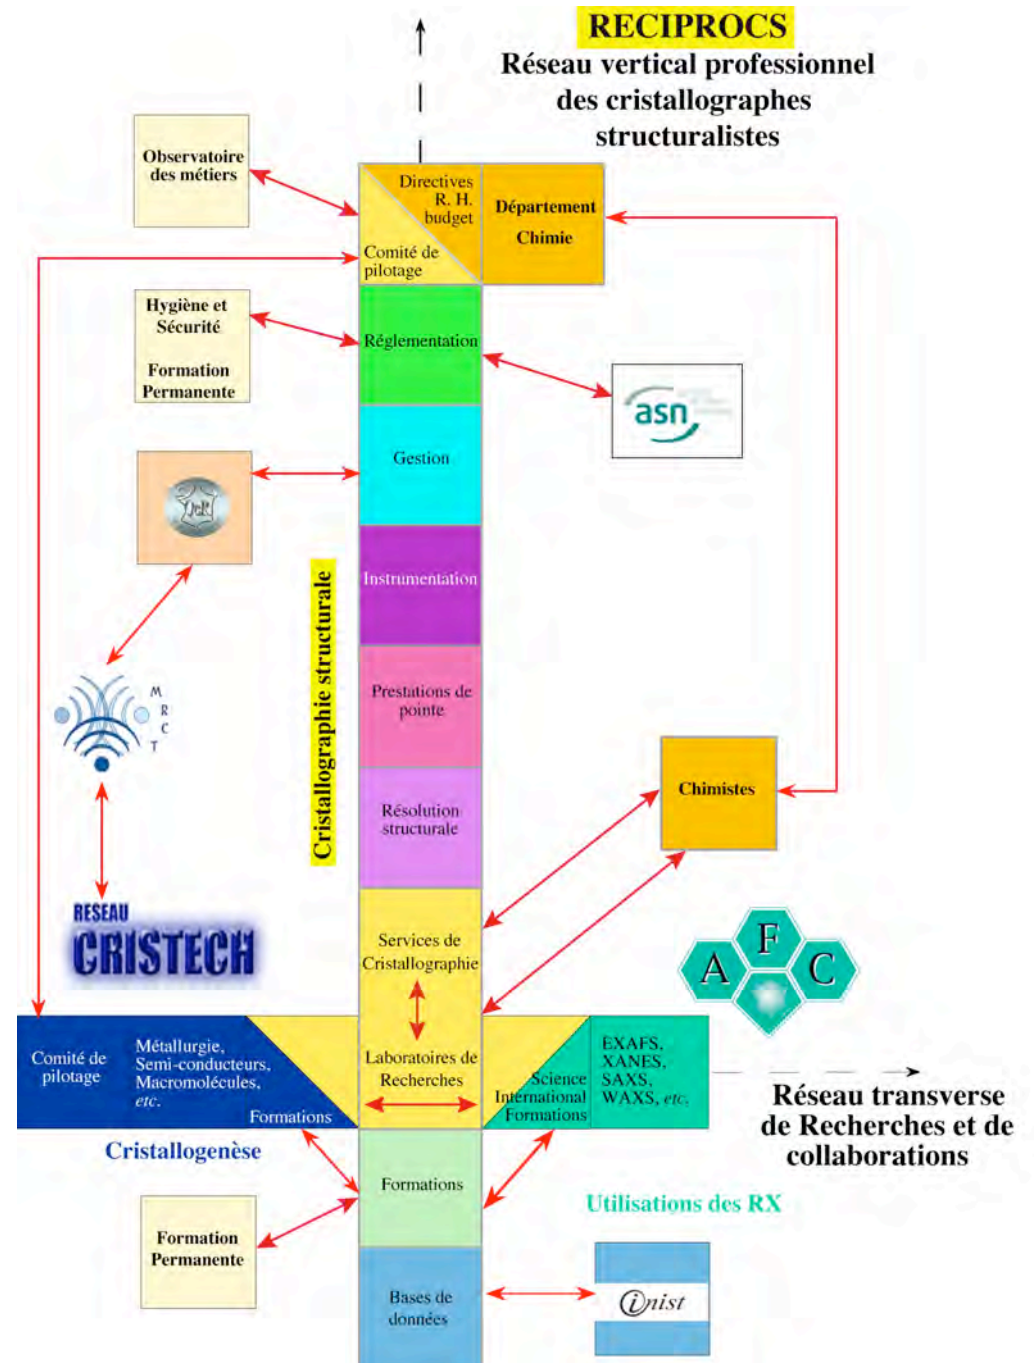 RECIPROCS
Réseau vertical professionnel
des cristallographes
structuralistes
Observatoire
des métiers
Directives
R. H.
budget
Département
Chimie
Comité de
pilotage
Hygiène et
Sécurité
Formation
Permanente
Réglementation
asn
Gestion
Instrumentation
Cristallographie structurale
Prestations de
pointe
M
R
C
T
Résolution
structurale
Chimistes
RESEAU
CRISTECH
Services de
Cristallographie
A
F
C
Comité de
pilotage
Métallurgie,
Semi-conducteurs,
Macromolécules,
etc.
Formations
Laboratoires de
Recherches
Science
International
Formations
EXAFS,
XANES,
SAXS,
WAXS, etc.
Réseau transverse
de Recherches et de
collaborations
Cristallogenèse
Formations
Utilisations des RX
Formation
Permanente
Bases de
données
inist